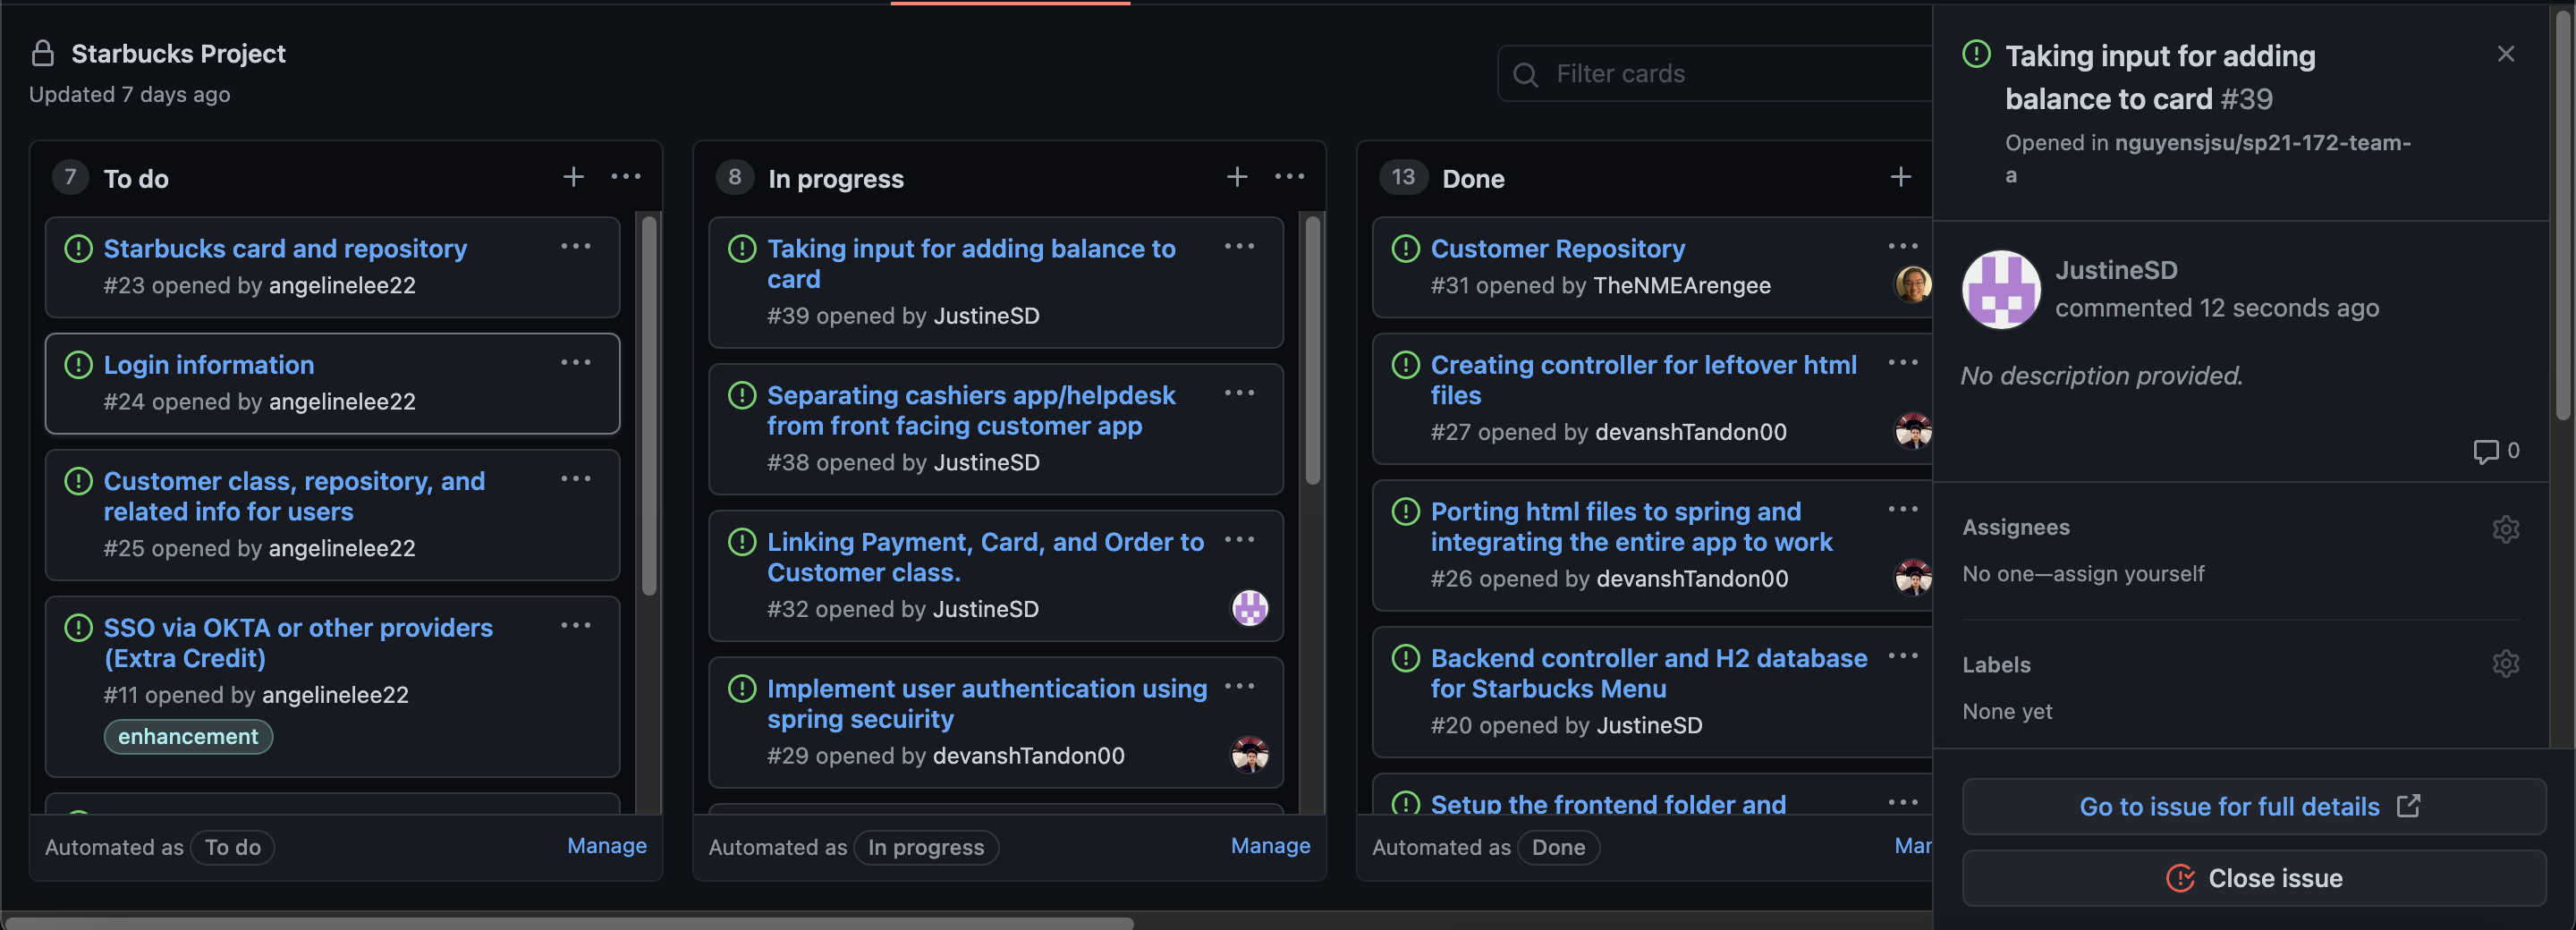 Starbucks Project
Updated 7 days ago
Filter cards
7 To do
Starbucks card and repository
#23 opened by angelinelee22
Login information
#24 opened by angelinelee22
Customer class, repository, and
related info for users
#25 opened by angelinelee22
SSO via OKTA or other providers
(Extra Credit)
#11 opened by angelinelee22
enhancement
Automated as To do
Manage
8 In progress
Taking input for adding balance to
card
#39 opened by JustineSD
Separating cashiers app/helpdesk
from front facing customer app
#38 opened by JustineSD
Linking Payment, Card, and Order to
Customer class.
#32 opened by JustineSD
Implement user authentication using
spring secuirity
#29 opened by devanshTandon00
Automated as In progress
Manage
13 Done
Customer Repository
#31 opened by TheNMEArengee
Creating controller for leftover html
files
#27 opened by devanshTandon00
Porting html files to spring and
integrating the entire app to work
#26 opened by devanshTandon00
Backend controller and H2 database
for Starbucks Menu
#20 opened by JustineSD
Setup the frontend folder and
Automated as Done
Taking input for adding
balance to card #39
Opened in nguyensjsu/sp21-172-team-
a
JustineSD
commented 12 seconds ago
No description provided.
0
Assignees
No one—assign yourself
Labels
None yet
Go to issue for full details
Close issue